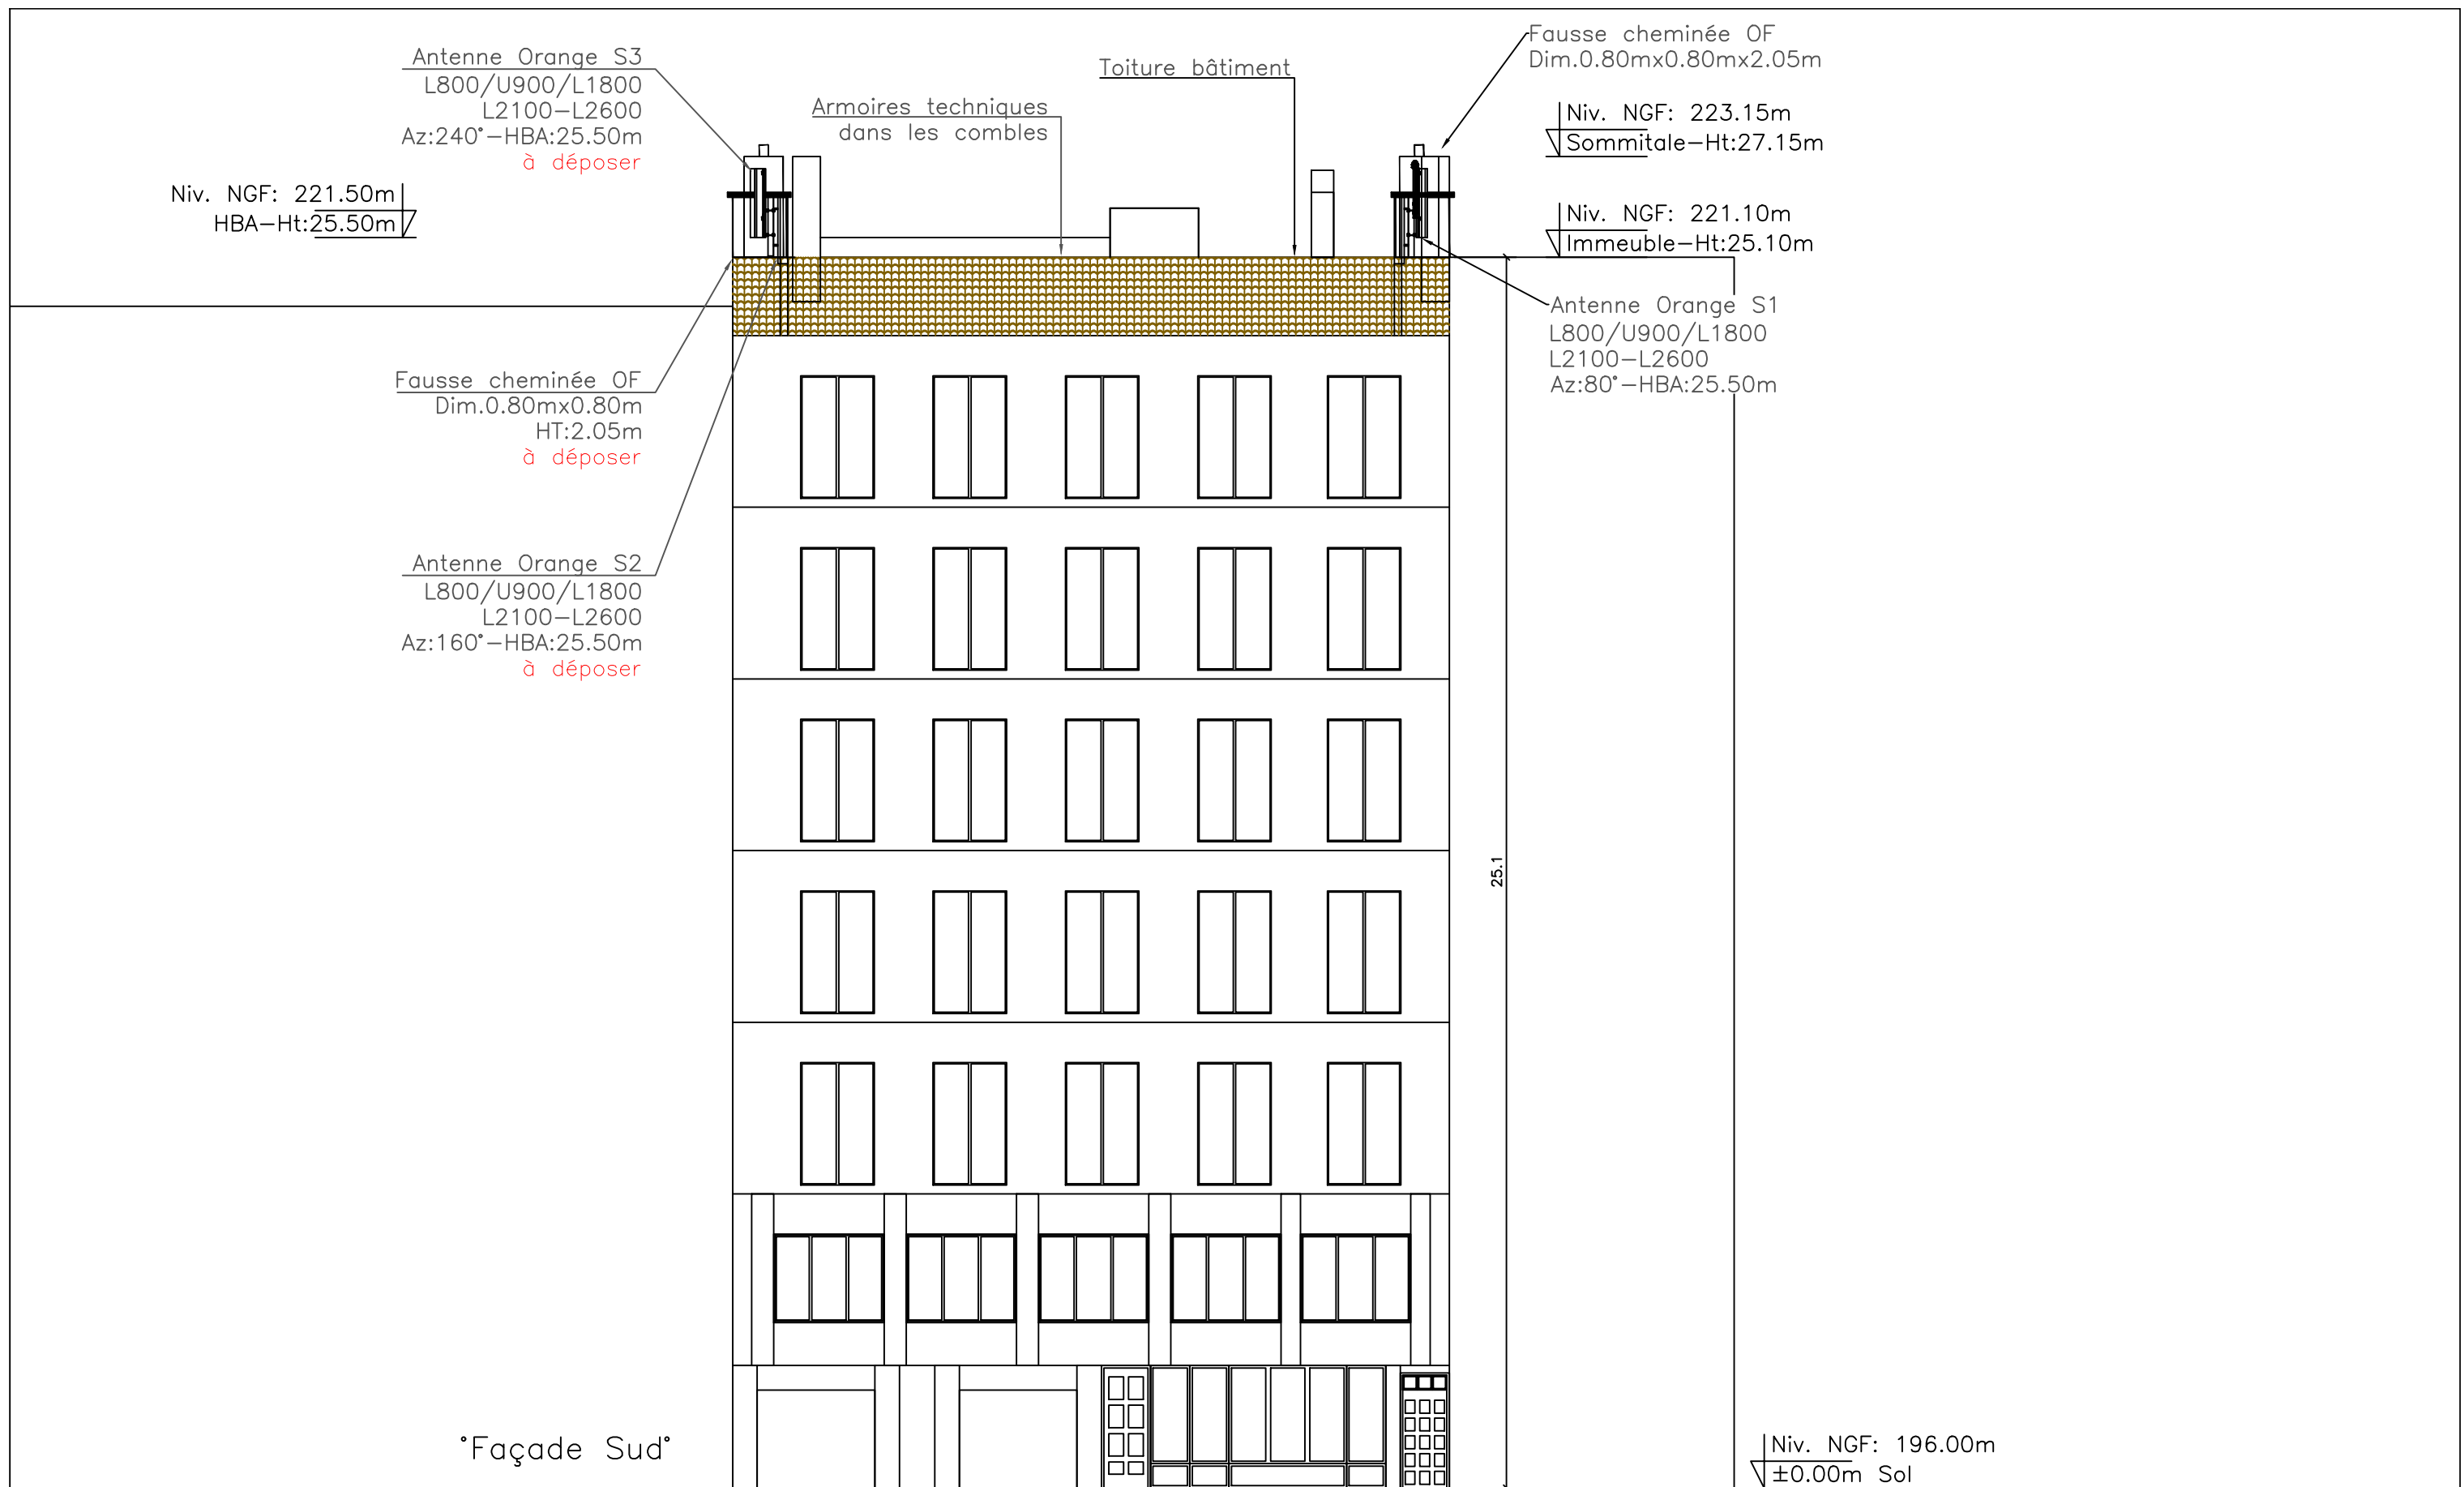 Antenne Orange S3
L800/U900/L1800
L2100-L2600
Az:240°-HBA:25.50m
à déposer
Niv. NGF: 221.50m
HBA-Ht:25.50m
Armoires techniques
dans les combles
Toiture bâtiment
Fausse cheminée OF
Dim.0.80mx0.80mx2.05m
Niv. NGF: 223.15m
Sommitale-Ht:27.15m
Niv. NGF: 221.10m
Immeuble-Ht:25.10m
Antenne Orange S1
L800/U900/L1800
L2100-L2600
Az:80°-HBA:25.50m
Fausse cheminée OF
Dim.0.80mx0.80m
HT:2.05m
à déposer
Antenne Orange S2
L800/U900/L1800
L2100-L2600
Az:160°-HBA:25.50m
à déposer
25.1
°Façade Sud°
Niv. NGF: 196.00m
±0.00m Sol